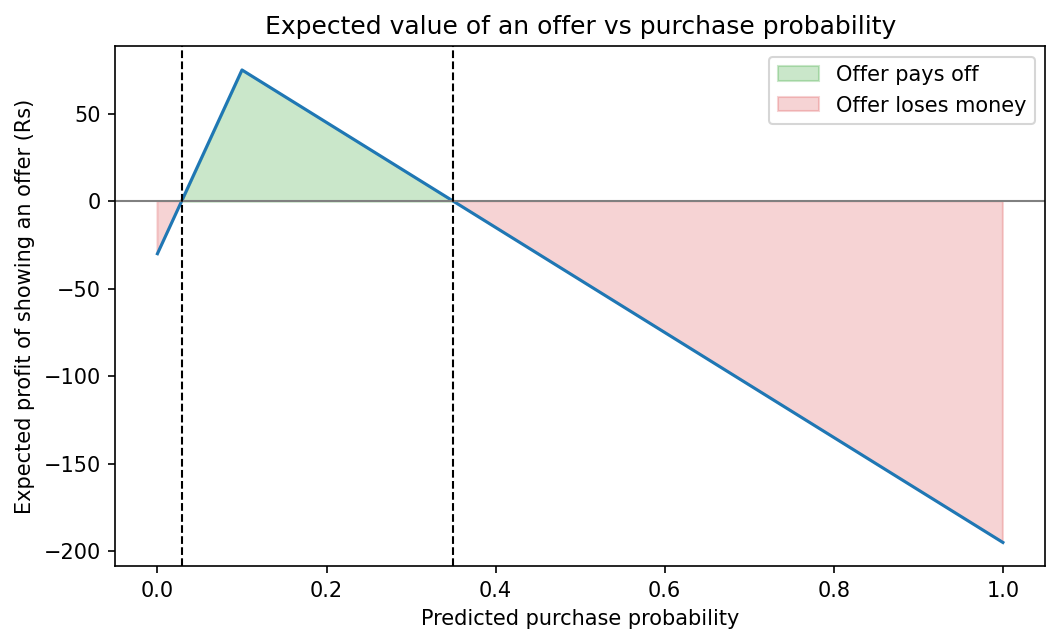 Expected value of an offer vs purchase probability
Offer pays off
Offer loses money
Expected profit of showing an offer (Rs)
50
0
−50
−100
−150
−200
0.0 0.2 0.4 0.6 0.8 1.0
Predicted purchase probability